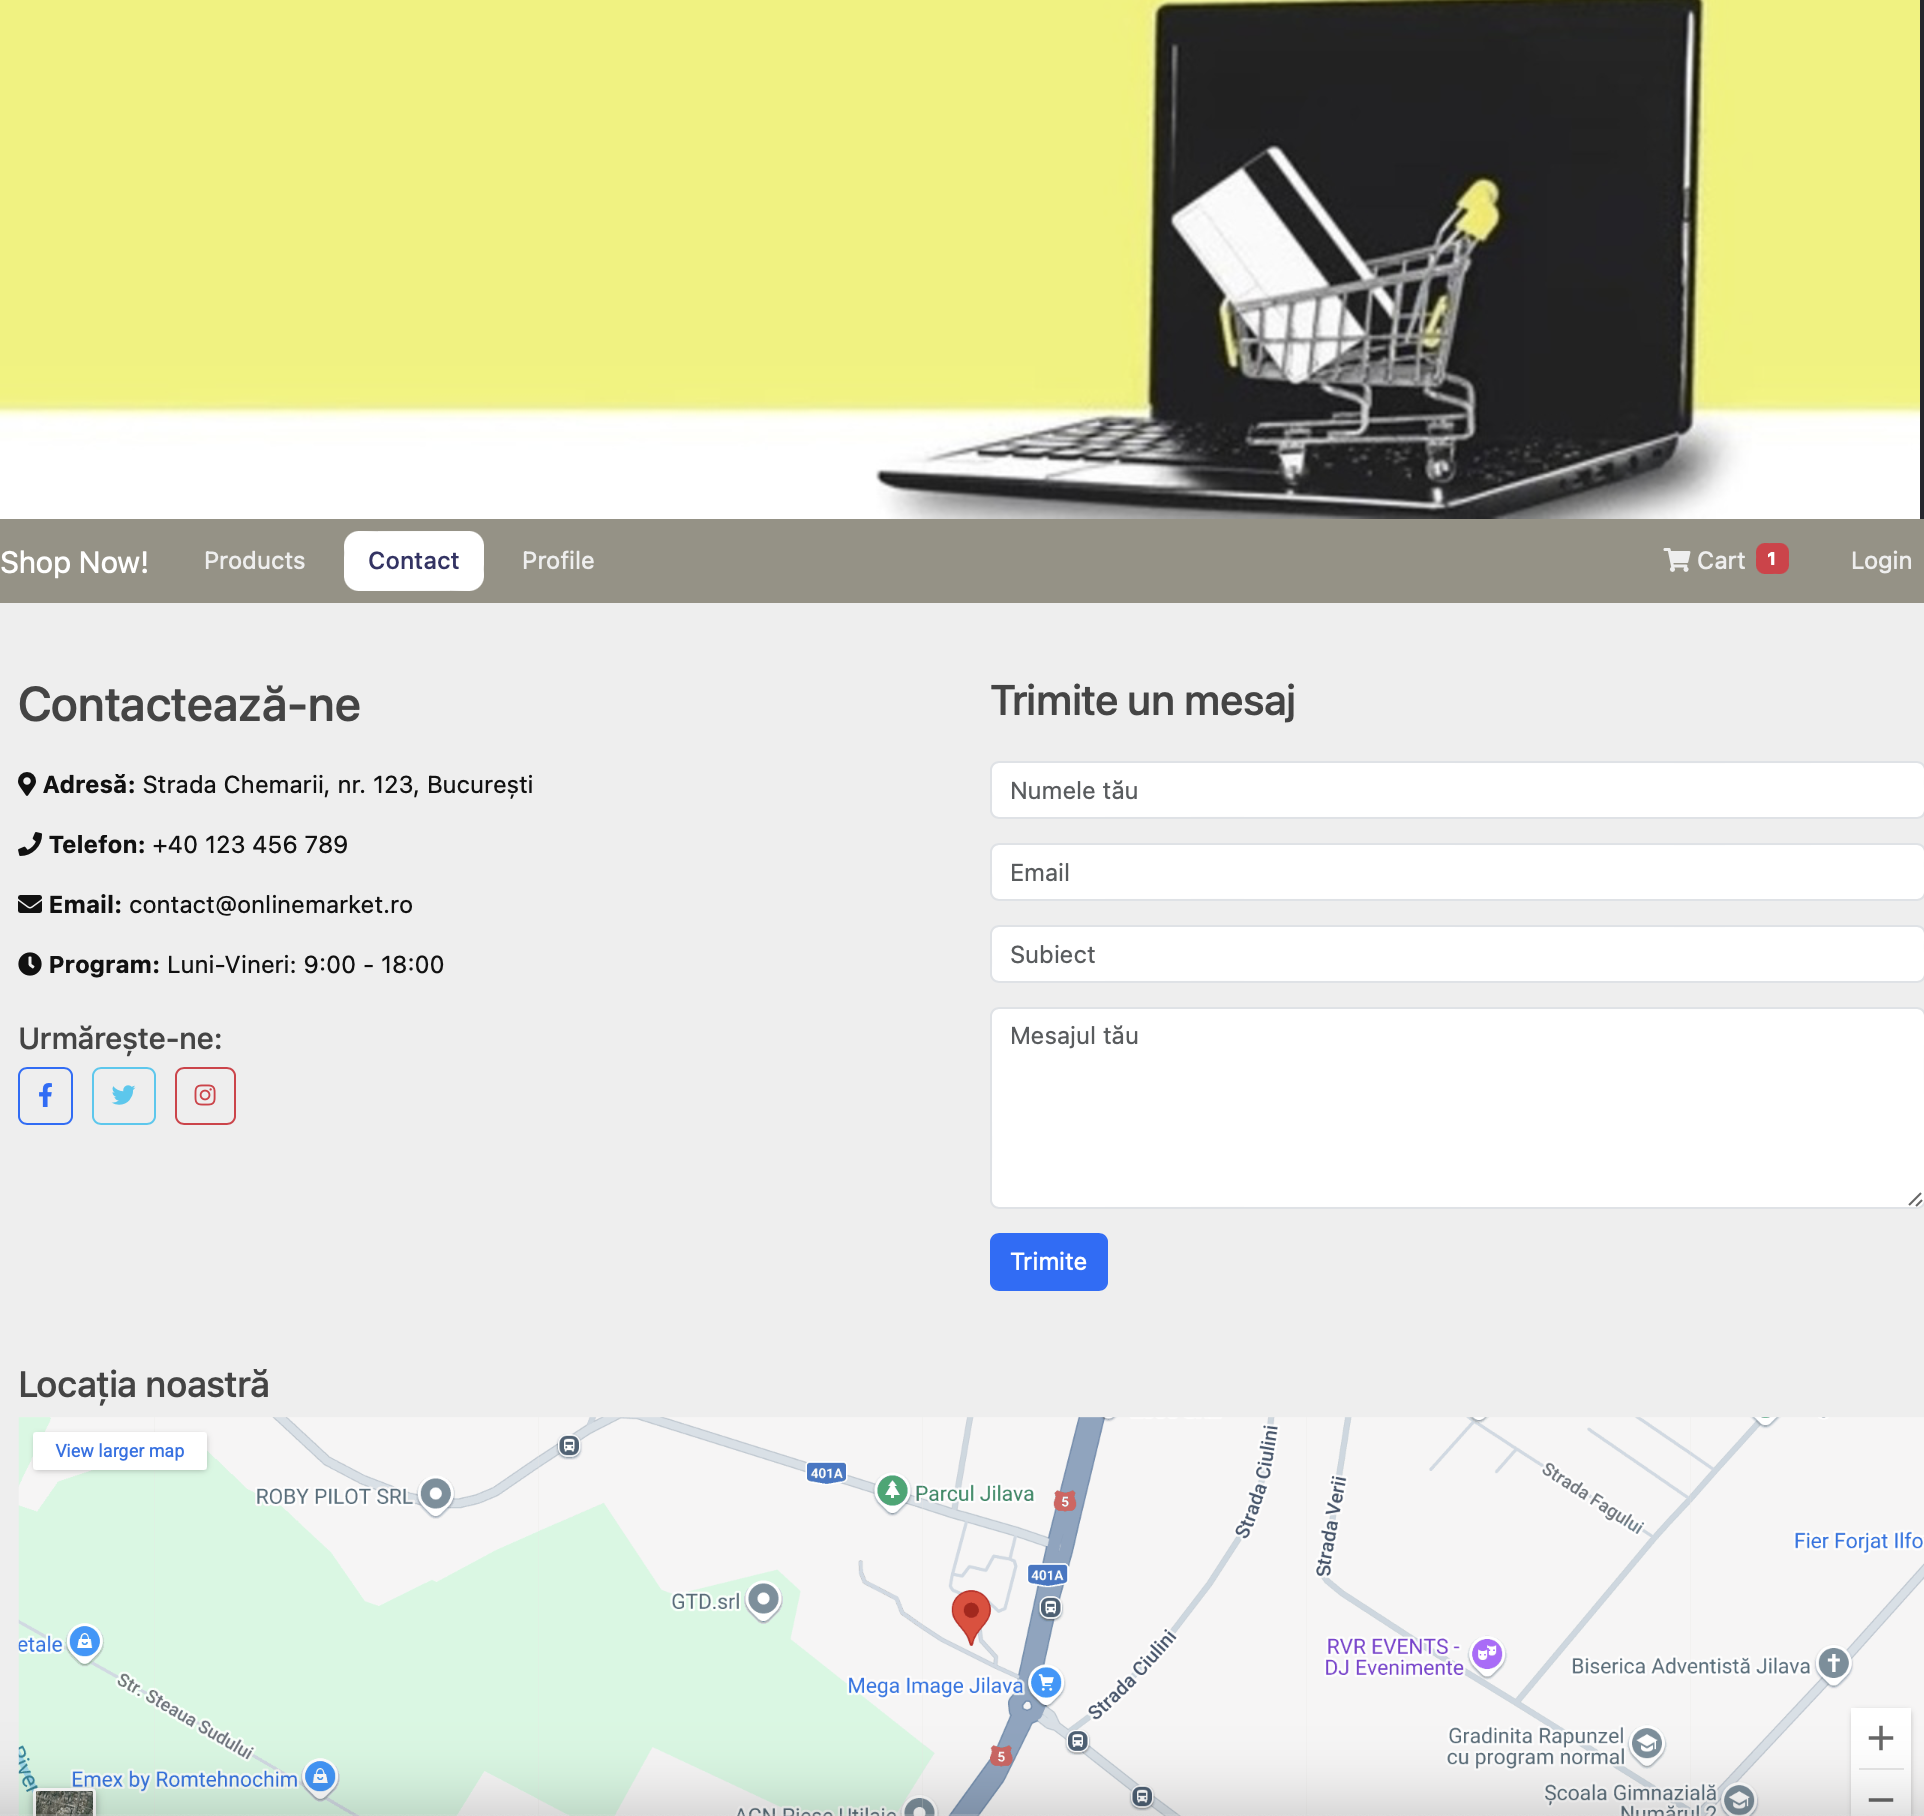 Shop Now!
Products
Contact
Profile
Cart 1
Login
Contactează-ne
Adresă: Strada Chemarii, nr. 123, București
Telefon: +40 123 456 789
Email: contact@onlinemarket.ro
Program: Luni-Vineri: 9:00 - 18:00
Urmărește-ne:
Trimite un mesaj
Numele tău
Email
Subiect
Mesajul tău
Trimite
Locația noastră
View larger map
ROBY PILOT SRL
401A
Parcul Jilava
5
Strada Ciulini
Strada Verii
Strada Fagului
Fier Forjat Ilfo
401A
GTD.srl
etale
Str. Steaua Sudului
Mega Image Jilava
Strada Ciulini
RVR EVENTS -
DJ Evenimente
Biserica Adventistă Jilava
5
Gradinita Rapunzel
cu program normal
Emex by Romtehnochim
Școala Gimnazială
Numărul 2
ACN Piese Utilaje